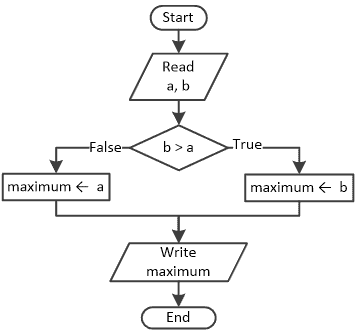 Start
Read
a, b
False
b > a
True
maximum ← a
maximum ← b
Write
maximum
End